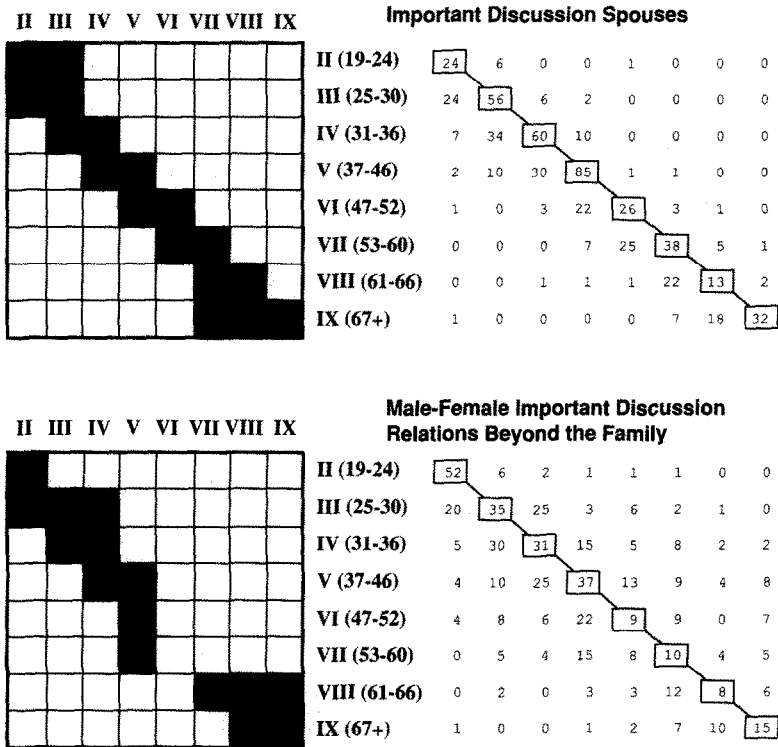 Important Discussion Spouses
II III IV V VI VII VIII IX
II (19-24) 24 6 0 0 1 0 0 0
III (25-30) 24 56 6 2 0 0 0 0
IV (31-36) 7 34 60 10 0 0 0 0
V (37-46) 2 10 30 85 1 1 0 0
VI (47-52) 1 0 3 22 26 3 1 0
VII (53-60) 0 0 0 7 25 38 5 1
VIII (61-66) 0 0 1 1 1 22 13 2
IX (67+) 1 0 0 0 0 7 18 32
Male-Female Important Discussion
Relations Beyond the Family
II III IV V VI VII VIII IX
II (19-24) 52 6 2 1 1 1 0 0
III (25-30) 20 35 25 3 6 2 1 0
IV (31-36) 5 30 31 15 5 8 2 2
V (37-46) 4 10 25 37 13 9 4 8
VI (47-52) 4 8 6 22 9 9 0 7
VII (53-60) 0 5 4 15 8 10 4 5
VIII (61-66) 0 2 0 3 3 12 8 6
IX (67+) 1 0 0 1 2 7 10 15